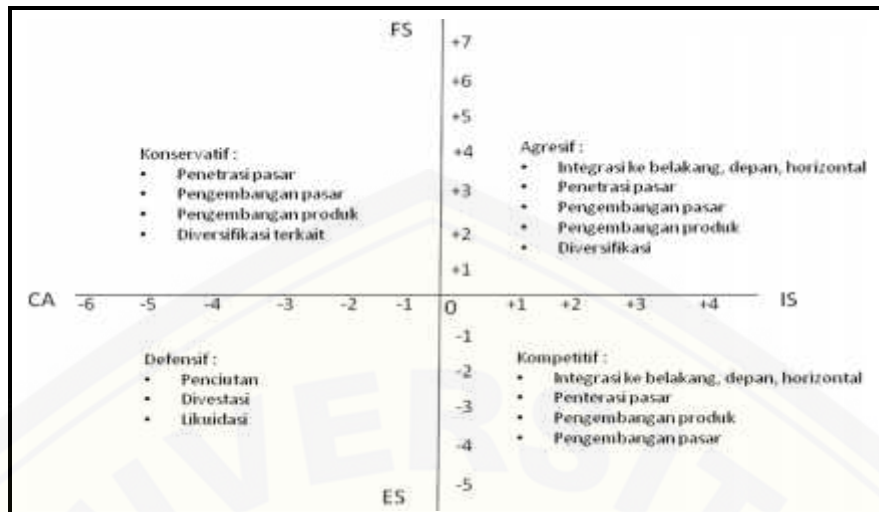 FS
+7
+6
+5
+4
+3
+2
+1
Konservatif :
• Penetrasi pasar
• Pengembangan pasar
• Pengembangan produk
• Diversifikasi terkait
Agresif :
• Integrasi ke belakang, depan, horizontal
• Penetrasi pasar
• Pengembangan pasar
• Pengembangan produk
• Diversifikasi
CA -6 -5 -4 -3 -2 -1 0 +1 +2 +3 +4 IS
-1
-2
-3
-4
-5
Defensif :
• Penciutan
• Divestasi
• Likuidasi
Kompetitif :
• Integrasi ke belakang, depan, horizontal
• Penterasi pasar
• Pengembangan produk
• Pengembangan pasar
ES
UNIVERSIT